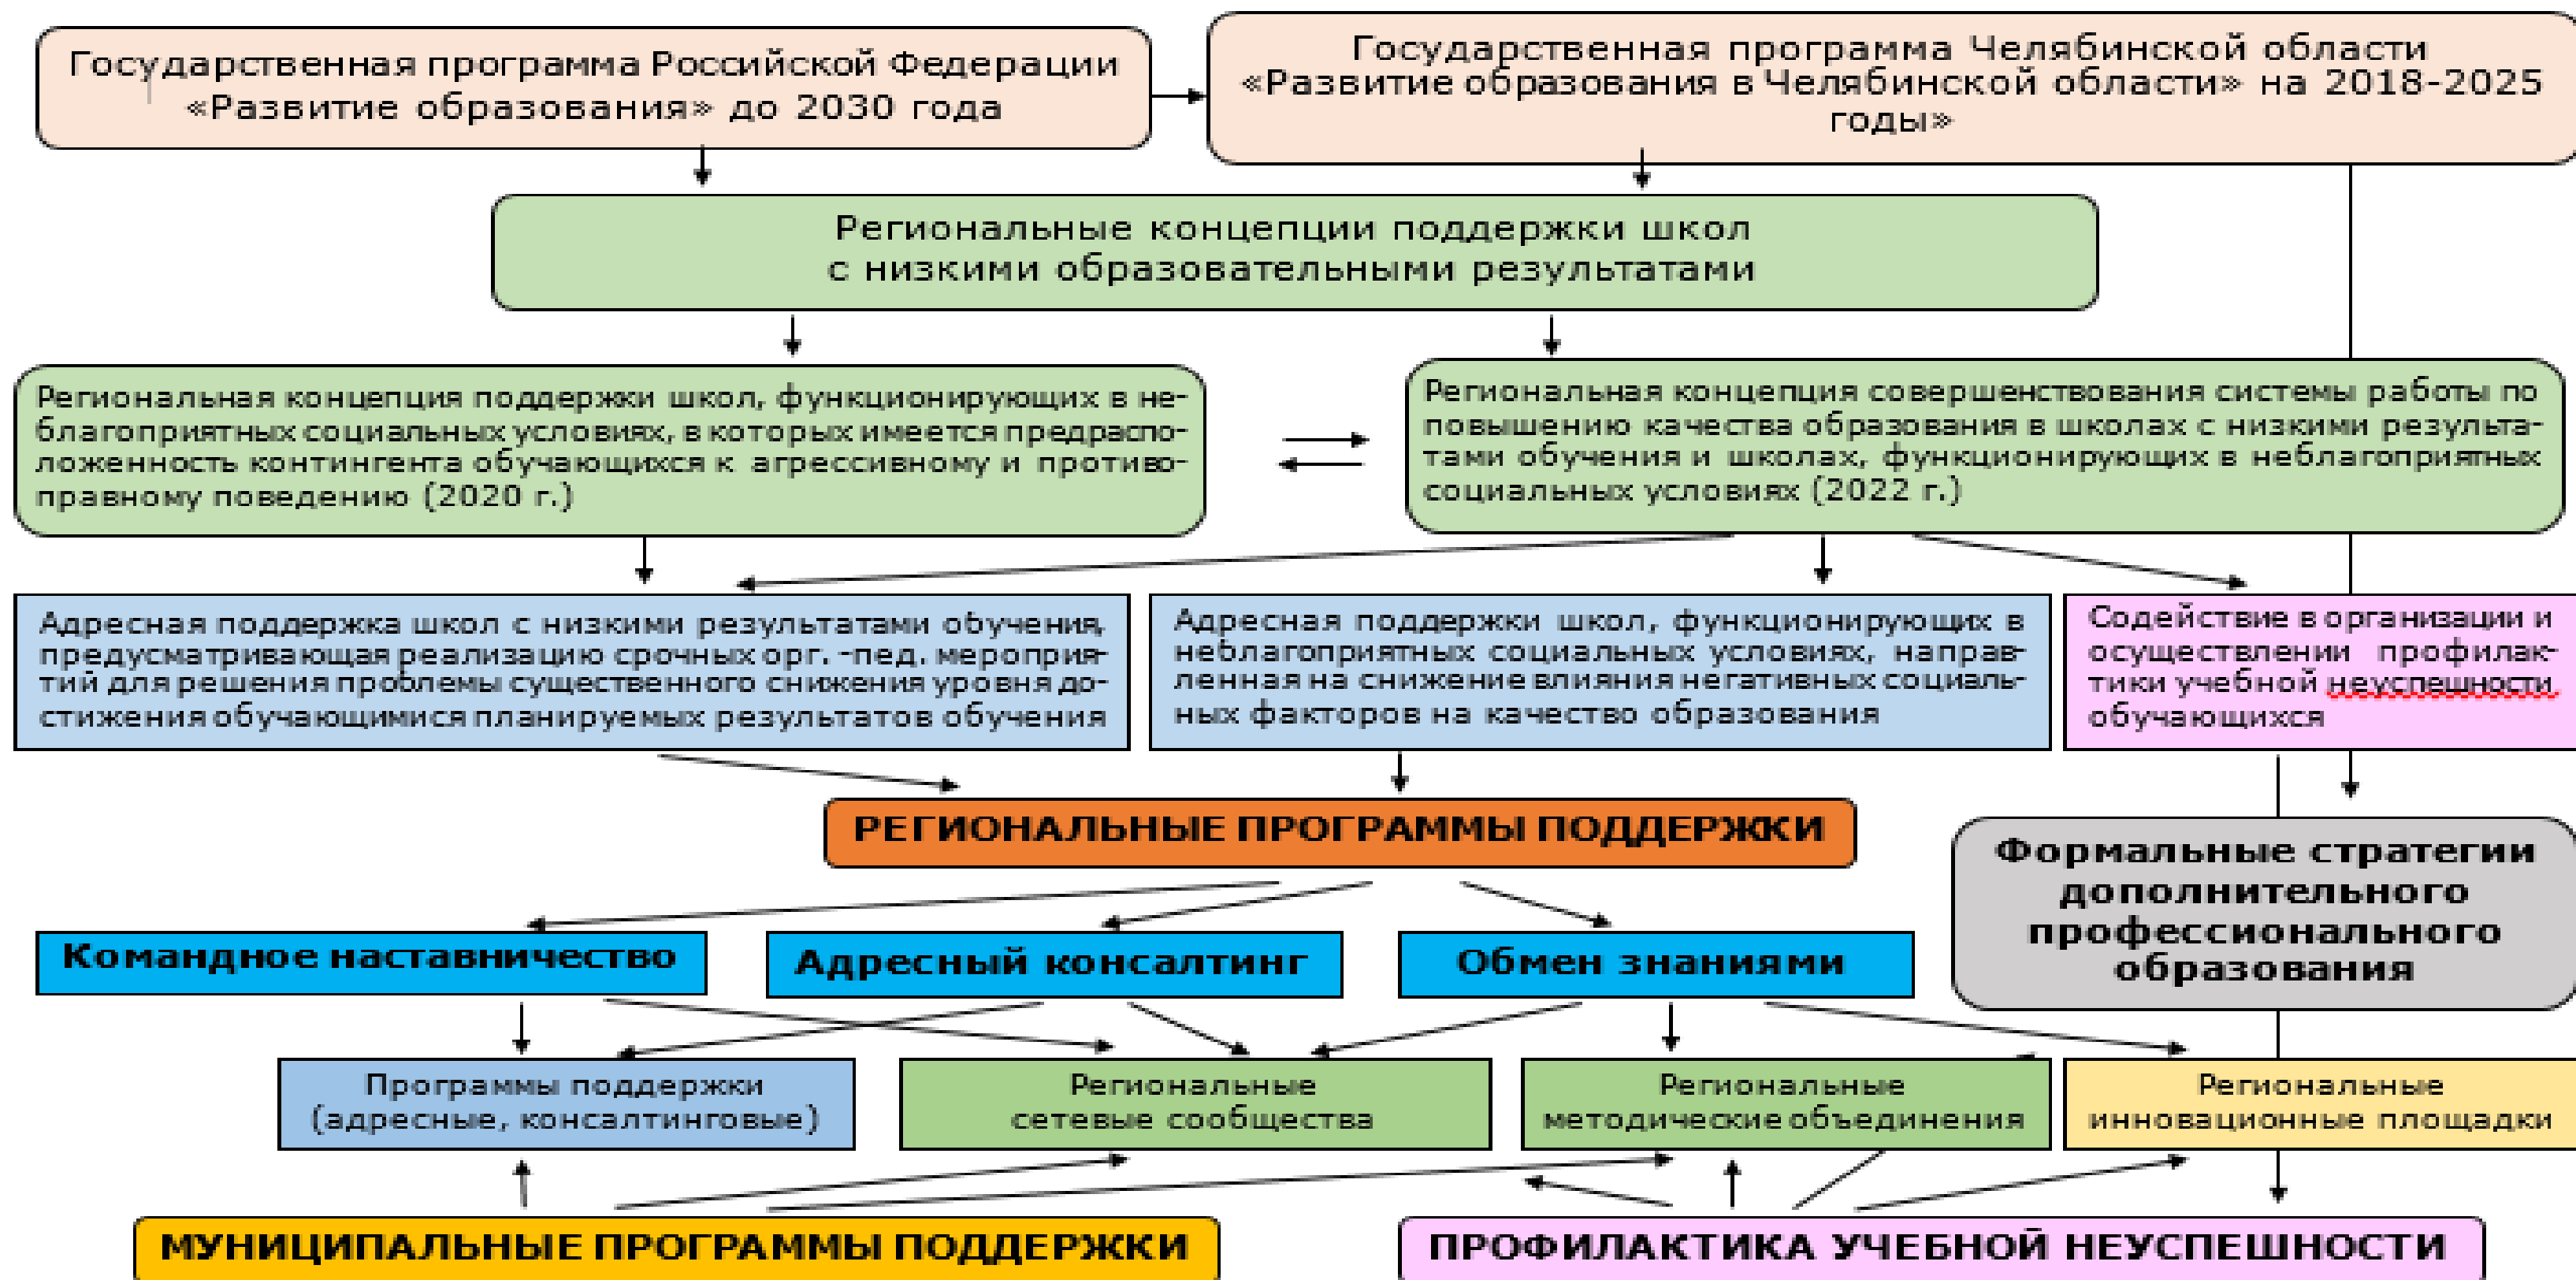 Государственная программа Российской Федерации
«Развитие образования» до 2030 года
Государственная программа Челябинской области
«Развитие образования в Челябинской области» на 2018-2025
годы»
Региональные концепции поддержки школ
с низкими образовательными результатами
Региональная концепция поддержки школ, функционирующих в не-
благоприятных социальных условиях, в которых имеется предраспо-
ложенность контингента обучающихся к агрессивному и противо-
правному поведению (2020 г.)
Региональная концепция совершенствования системы работы по
повышению качества образования в школах с низкими результа-
тами обучения и школах, функционирующих в неблагоприятных
социальных условиях (2022 г.)
Адресная поддержка школ с низкими результатами обучения,
предусматривающая реализацию срочных орг. -пед. мероприя-
тий для решения проблемы существенного снижения уровня до-
стижения обучающимися планируемых результатов обучения
Адресная поддержки школ, функционирующих в
неблагоприятных социальных условиях, направ-
ленная на снижение влияния негативных социаль-
ных факторов на качество образования
Содействие в организации и
осуществлении профилак-
тики учебной неуспешности
обучающихся
РЕГИОНАЛЬНЫЕ ПРОГРАММЫ ПОДДЕРЖКИ
Формальные стратегии
дополнительного
профессионального
образования
Командное наставничество
Адресный консалтинг
Обмен знаниями
Программы поддержки
(адресные, консалтинговые)
Региональные
сетевые сообщества
Региональные
методические объединения
Региональные
инновационные площадки
МУНИЦИПАЛЬНЫЕ ПРОГРАММЫ ПОДДЕРЖКИ
ПРОФИЛАКТИКА УЧЕБНОЙ НЕУСПЕШНОСТИ